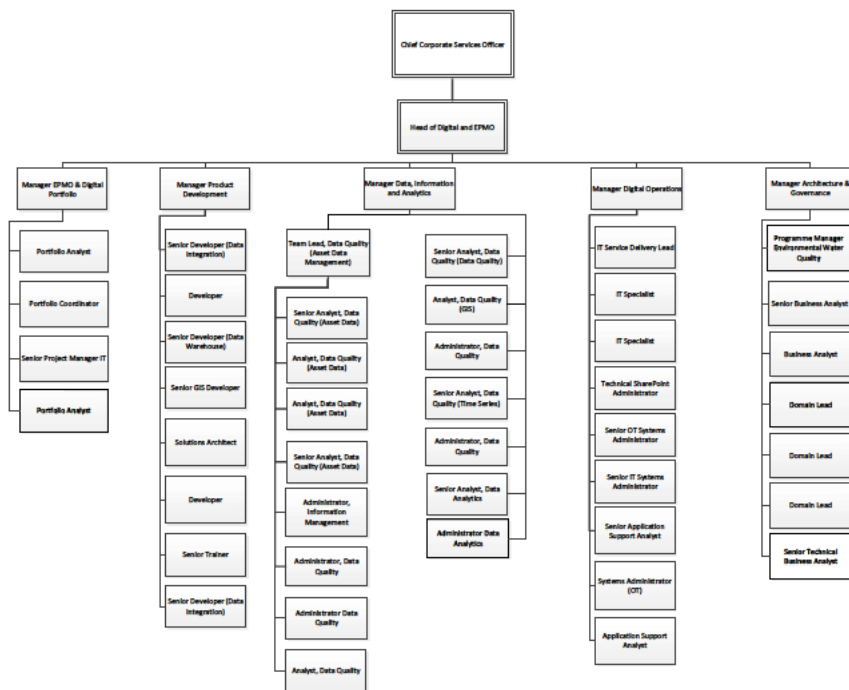 Chief Corporate Services Officer
Head of Digital and EPMO
Manager EPMO & Digital
Portfolio
Manager Product
Development
Manager Data, Information
and Analytics
Manager Digital Operations
Manager Architecture &
Governance
Portfolio Analyst
Portfolio Coordinator
Senior Project Manager IT
Portfolio Analyst
Senior Developer (Data
Integration)
Developer
Senior Developer (Data
Warehouse)
Senior GIS Developer
Solutions Architect
Developer
Senior Trainer
Senior Developer (Data
Integration)
Team Lead, Data Quality
(Asset Data
Management)
Senior Analyst, Data
Quality (Asset Data)
Analyst, Data Quality
(Asset Data)
Analyst, Data Quality
(Asset Data)
Senior Analyst, Data
Quality (Asset Data)
Administrator,
Information
Management
Administrator, Data
Quality
Administrator Data
Quality
Analyst, Data Quality
Senior Analyst, Data
Quality (Data Quality)
Analyst, Data Quality
(GIS)
Administrator, Data
Quality
Senior Analyst, Data
Quality (Time Series)
Administrator, Data
Quality
Senior Analyst, Data
Analytics
Administrator Data
Analytics
IT Service Delivery Lead
IT Specialist
IT Specialist
Technical SharePoint
Administrator
Senior OT Systems
Administrator
Senior IT Systems
Administrator
Senior Application
Support Analyst
Systems Administrator
(OT)
Application Support
Analyst
Programme Manager
Environmental Water
Quality
Senior Business Analyst
Business Analyst
Domain Lead
Domain Lead
Domain Lead
Senior Technical
Business Analyst